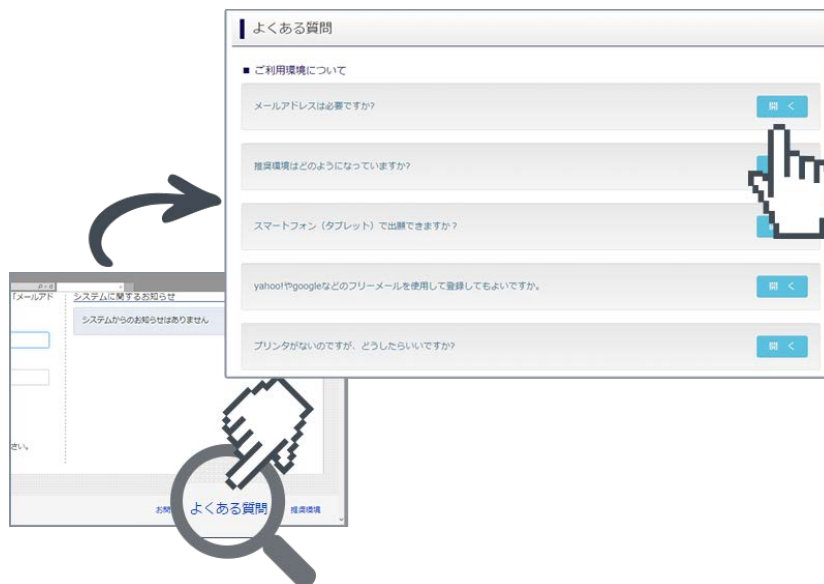 よくある質問
■ ご利用環境について
メールアドレスは必要ですか?
開 く
推奨環境はどのようになっていますか?
スマートフォン（タブレット）で出願できますか？
yahoo!やgoogleなどのフリーメールを使用して登録してもよいですか。
開 く
プリンタがないのですが、どうしたらいいですか?
開 く
「メールアド
システムに関するお知らせ
システムからのお知らせはありません
さい。
お問
よくある質問
推奨環境